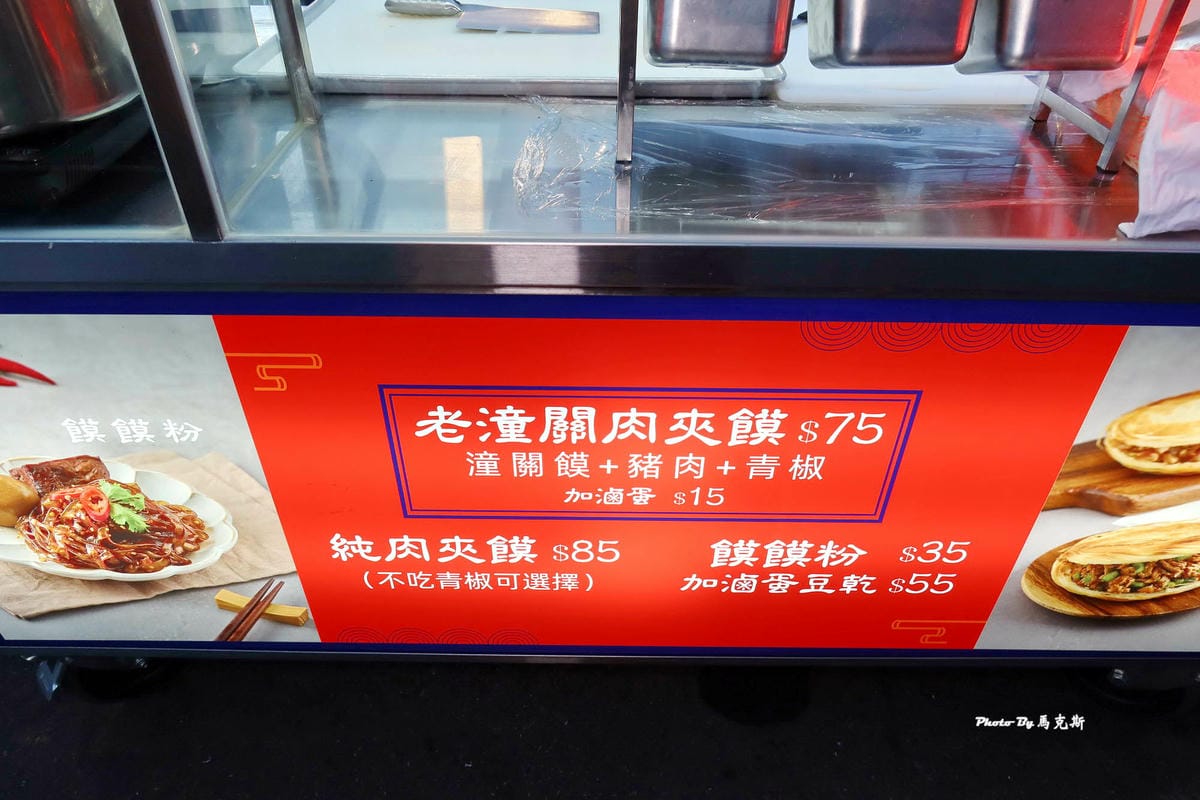 饃饃粉
老潼關肉夾饃 $75
潼關饃+豬肉+青椒
加滷蛋 $15
純肉夾饃 $85
(不吃青椒可選擇)
饃饃粉 $35
加滷蛋豆乾 $55
Photo By 馬克斯